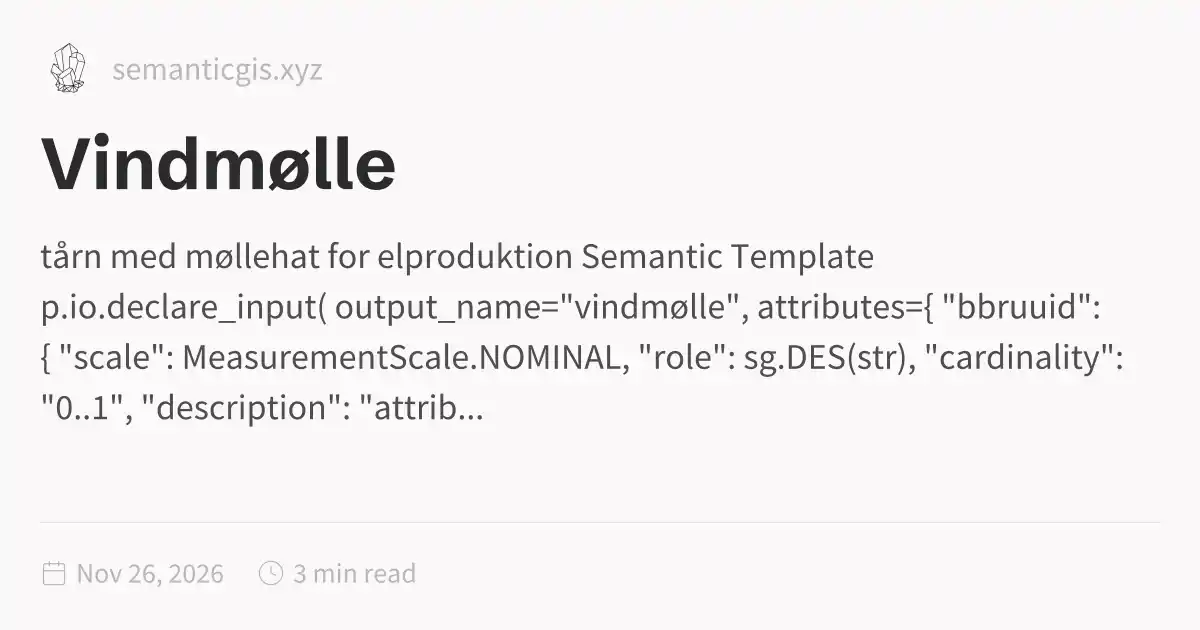 semanticgis.xyz
Vindmølle
tårn med møllehat for elproduktion Semantic Template
p.io.declare_input( output_name="vindmølle", attributes={ "bbruuid":
{ "scale": MeasurementScale.NOMINAL, "role": sg.DES(str), "cardinality":
"0..1", "description": "attrib...
Nov 26, 2026 3 min read